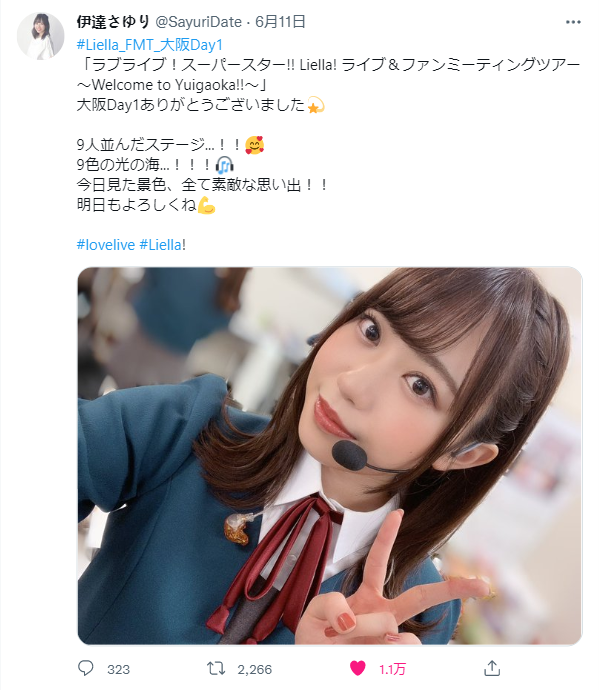 伊達さゆり @SayuriDate · 6月11日
#Liella_FMT_大阪Day1
「ラブライブ！スーパースター!! Liella! ライブ＆ファンミーティングツアー
～Welcome to Yuigaoka!!～」
大阪Day1ありがとうございました💫
9人並んだステージ...！！🥰
9色の光の海...！！！🎧
今日見た景色、全て素敵な思い出！！
明日もよろしくね💪
#lovelive #Liella!
323 2,266 1.1万